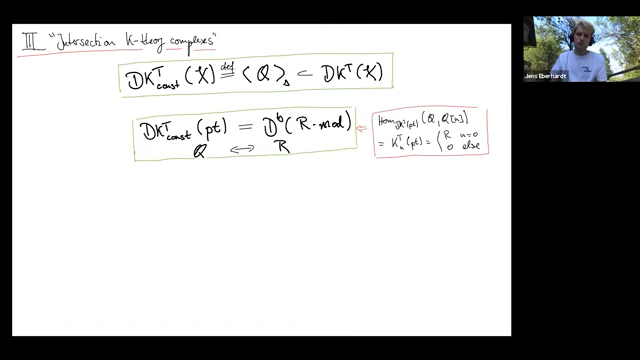 III "Intersection K-theory complexes"
DK^T_const (X) =^def ⟨Q⟩_Δ ⊂ DK^T(X)
DK^T_const (pt) = D^b (R-mod)
Q ↔ R
Hom_DK^T(pt) (Q, Q[n])
= K^T_n (pt) = { R n=0
0 else
Jens Eberhardt